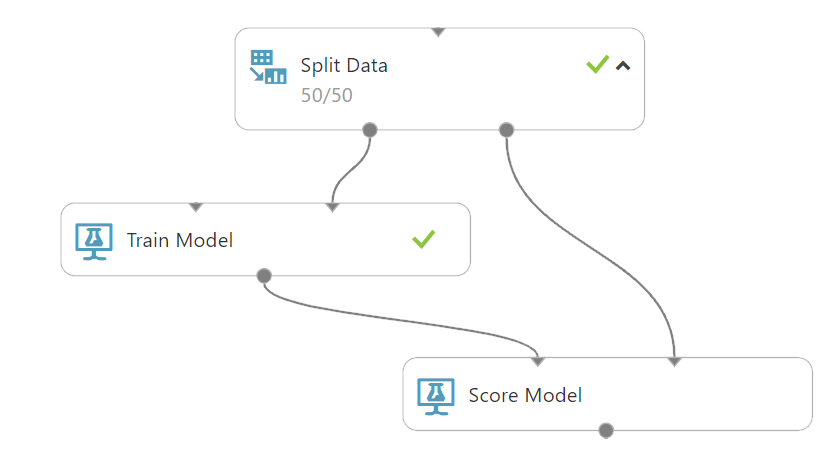 Split Data
50/50
Train Model
Score Model